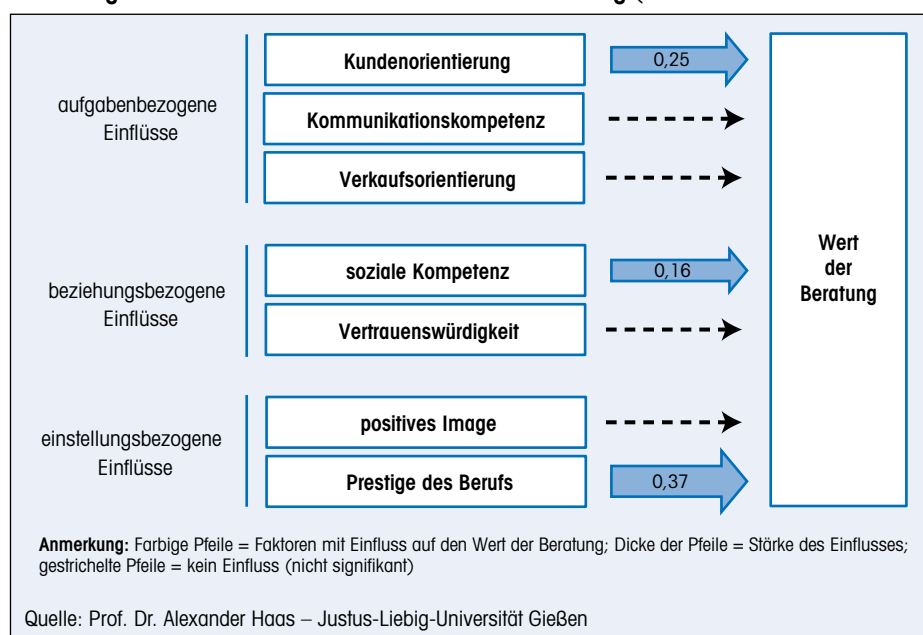 Kundenorientierung
0,25
aufgabenbezogene
Einflüsse
Kommunikationskompetenz
Verkaufsorientierung
soziale Kompetenz
0,16
beziehungsbezogene
Einflüsse
Vertrauenswürdigkeit
positives Image
einstellungsbezogene
Einflüsse
Prestige des Berufs
0,37
Wert
der
Beratung
Anmerkung: Farbige Pfeile = Faktoren mit Einfluss auf den Wert der Beratung; Dicke der Pfeile = Stärke des Einflusses;
gestrichelte Pfeile = kein Einfluss (nicht signifikant)
Quelle: Prof. Dr. Alexander Haas – Justus-Liebig-Universität Gießen